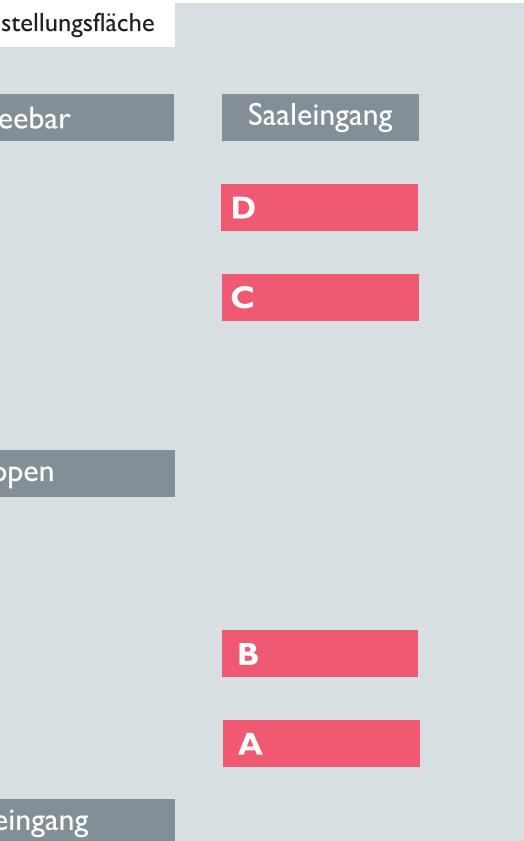 stellungsfläche
eebar
Saaleingang
D
C
ppen
B
A
eingang